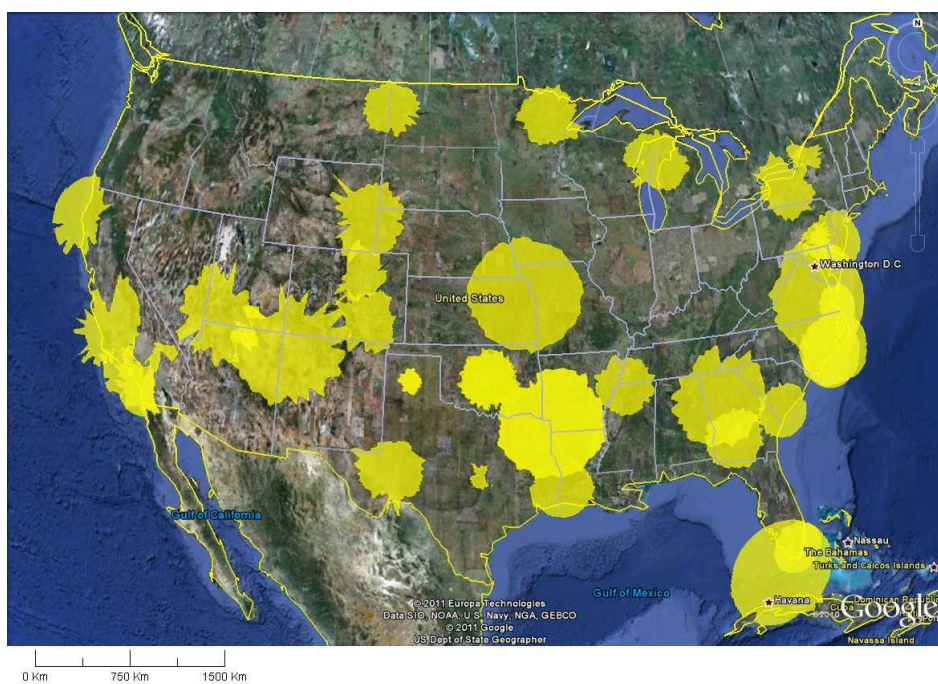 N
Washington D.C.
United States
Gulf of California
Nassau
The Bahamas
Turks and Caicos Islands
Gulf of Mexico
Havana
Dominican Republic
Cuba
Google
© 2011 Europa Technologies
Data SIO, NOAA, U.S. Navy, NGA, GEBCO
© 2011 Google
US Dept of State Geographer
Navassa Island
0 Km 750 Km 1500 Km